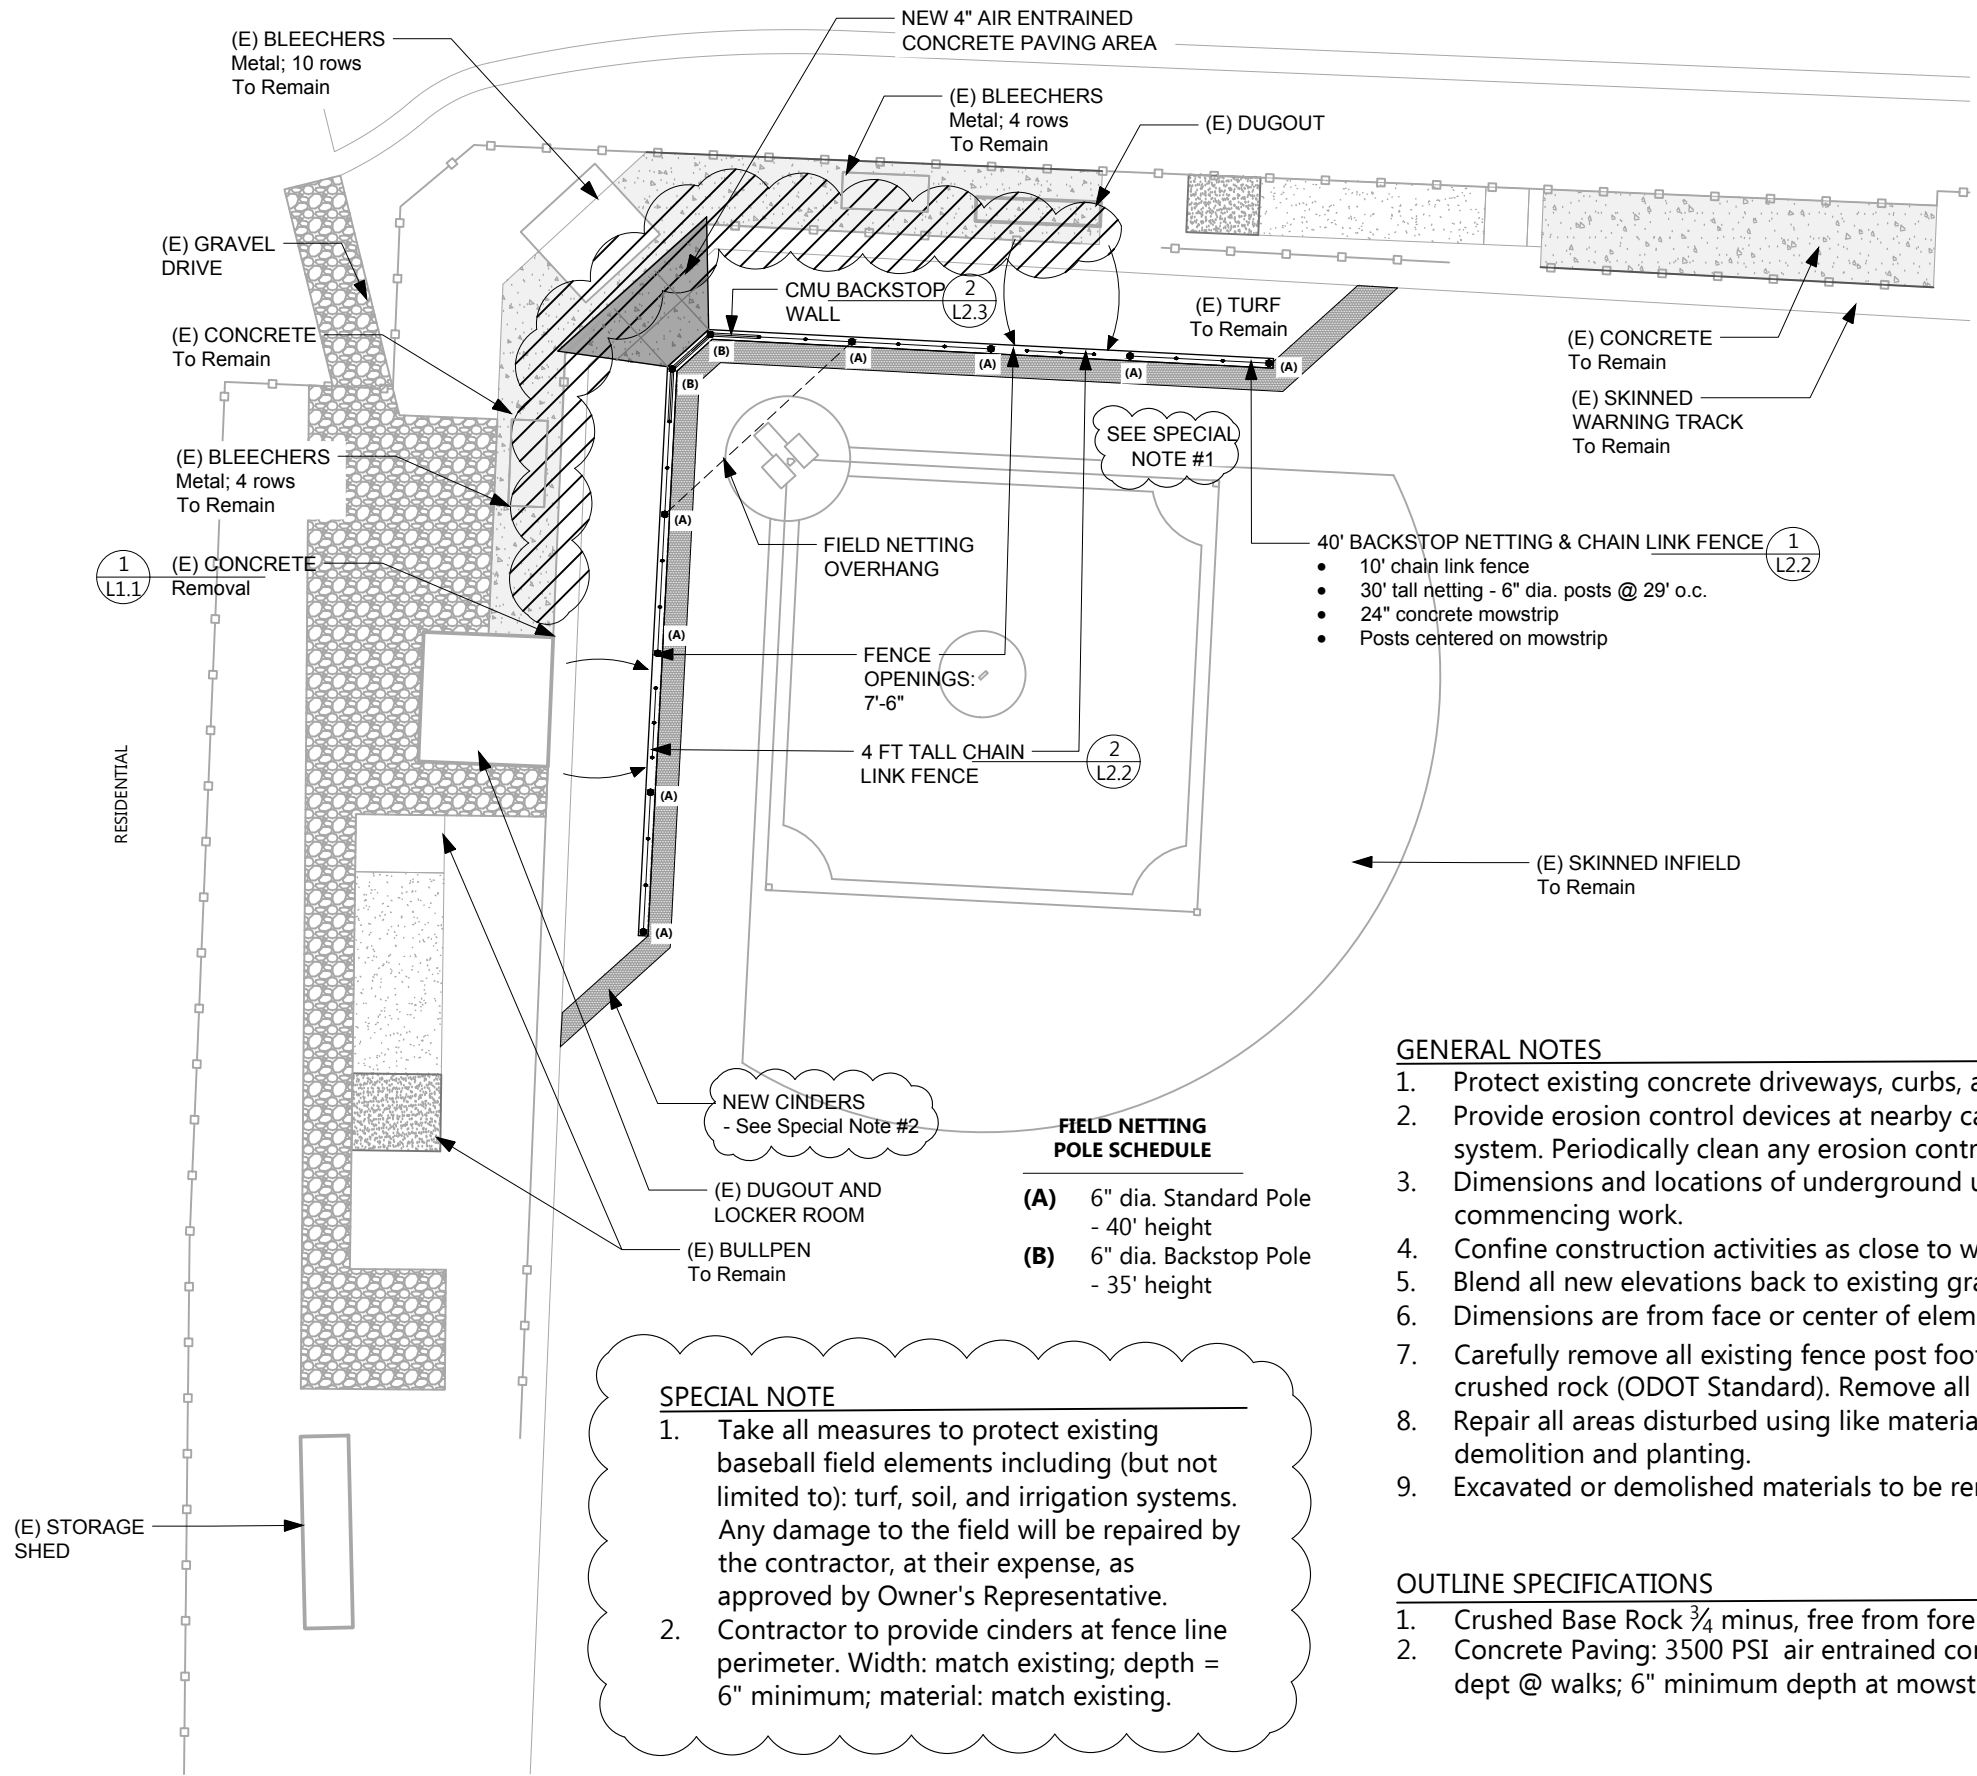 NEW 4" AIR ENTRAINED
CONCRETE PAVING AREA
(E) BLEECHERS
Metal; 10 rows
To Remain
(E) BLEECHERS
Metal; 4 rows
To Remain
(E) DUGOUT
(E) GRAVEL
DRIVE
CMU BACKSTOP
WALL
2
L2.3
(E) TURF
To Remain
(E) CONCRETE
To Remain
(E) CONCRETE
To Remain
(E) SKINNED
WARNING TRACK
To Remain
(B)
(A)
(A)
(A)
(A)
(B)
SEE SPECIAL
NOTE #1
(E) BLEECHERS
Metal; 4 rows
To Remain
(A)
1
L1.1
(E) CONCRETE
Removal
FIELD NETTING
OVERHANG
40' BACKSTOP NETTING & CHAIN LINK FENCE
1
L2.2
• 10' chain link fence
• 30' tall netting - 6" dia. posts @ 29' o.c.
• 24" concrete mowstrip
• Posts centered on mowstrip
(A)
FENCE
OPENINGS:
7'-6"
4 FT TALL CHAIN
LINK FENCE
2
L2.2
RESIDENTIAL
(A)
(E) SKINNED INFIELD
To Remain
(A)
NEW CINDERS
- See Special Note #2
(E) DUGOUT AND
LOCKER ROOM
(E) BULLPEN
To Remain
FIELD NETTING
POLE SCHEDULE
(A) 6" dia. Standard Pole
- 40' height
(B) 6" dia. Backstop Pole
- 35' height
GENERAL NOTES
1. Protect existing concrete driveways, curbs, a
2. Provide erosion control devices at nearby ca
system. Periodically clean any erosion contr
3. Dimensions and locations of underground u
commencing work.
4. Confine construction activities as close to w
5. Blend all new elevations back to existing gra
6. Dimensions are from face or center of elem
7. Carefully remove all existing fence post foot
crushed rock (ODOT Standard). Remove all
8. Repair all areas disturbed using like materia
demolition and planting.
9. Excavated or demolished materials to be rem
SPECIAL NOTE
1. Take all measures to protect existing
baseball field elements including (but not
limited to): turf, soil, and irrigation systems.
Any damage to the field will be repaired by
the contractor, at their expense, as
approved by Owner's Representative.
2. Contractor to provide cinders at fence line
perimeter. Width: match existing; depth =
6" minimum; material: match existing.
(E) STORAGE
SHED
OUTLINE SPECIFICATIONS
1. Crushed Base Rock ¾ minus, free from fore
2. Concrete Paving: 3500 PSI air entrained con
dept @ walks; 6" minimum depth at mowst